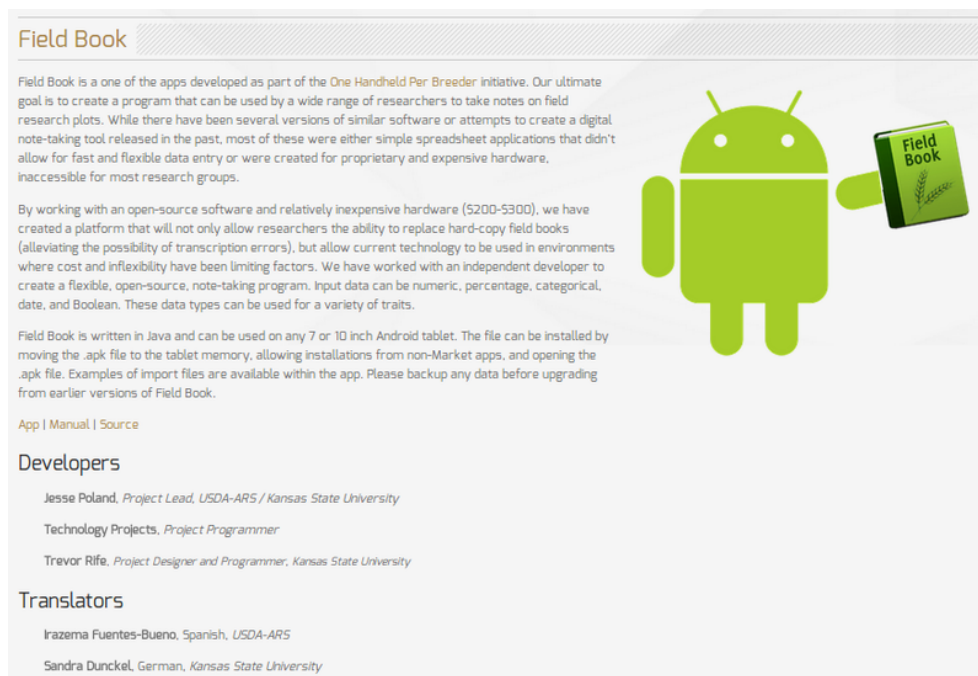 Field Book
Field Book is a one of the apps developed as part of the One Handheld Per Breeder initiative. Our ultimate
goal is to create a program that can be used by a wide range of researchers to take notes on field
research plots. While there have been several versions of similar software or attempts to create a digital
note-taking tool released in the past, most of these were either simple spreadsheet applications that didn't
allow for fast and flexible data entry or were created for proprietary and expensive hardware,
inaccessible for most research groups.
Field
Book
By working with an open-source software and relatively inexpensive hardware ($200-$300), we have
created a platform that will not only allow researchers the ability to replace hard-copy field books
(alleviating the possibility of transcription errors), but allow current technology to be used in environments
where cost and inflexibility have been limiting factors. We have worked with an independent developer to
create a flexible, open-source, note-taking program. Input data can be numeric, percentage, categorical,
date, and Boolean. These data types can be used for a variety of traits.
Field Book is written in Java and can be used on any 7 or 10 inch Android tablet. The file can be installed by
moving the .apk file to the tablet memory, allowing installations from non-Market apps, and opening the
.apk file. Examples of import files are available within the app. Please backup any data before upgrading
from earlier versions of Field Book.
App | Manual | Source
Developers
Jesse Poland, Project Lead, USDA-ARS / Kansas State University
Technology Projects, Project Programmer
Trevor Rife, Project Designer and Programmer, Kansas State University
Translators
Irazema Fuentes-Bueno, Spanish, USDA-ARS
Sandra Dunckel, German, Kansas State University